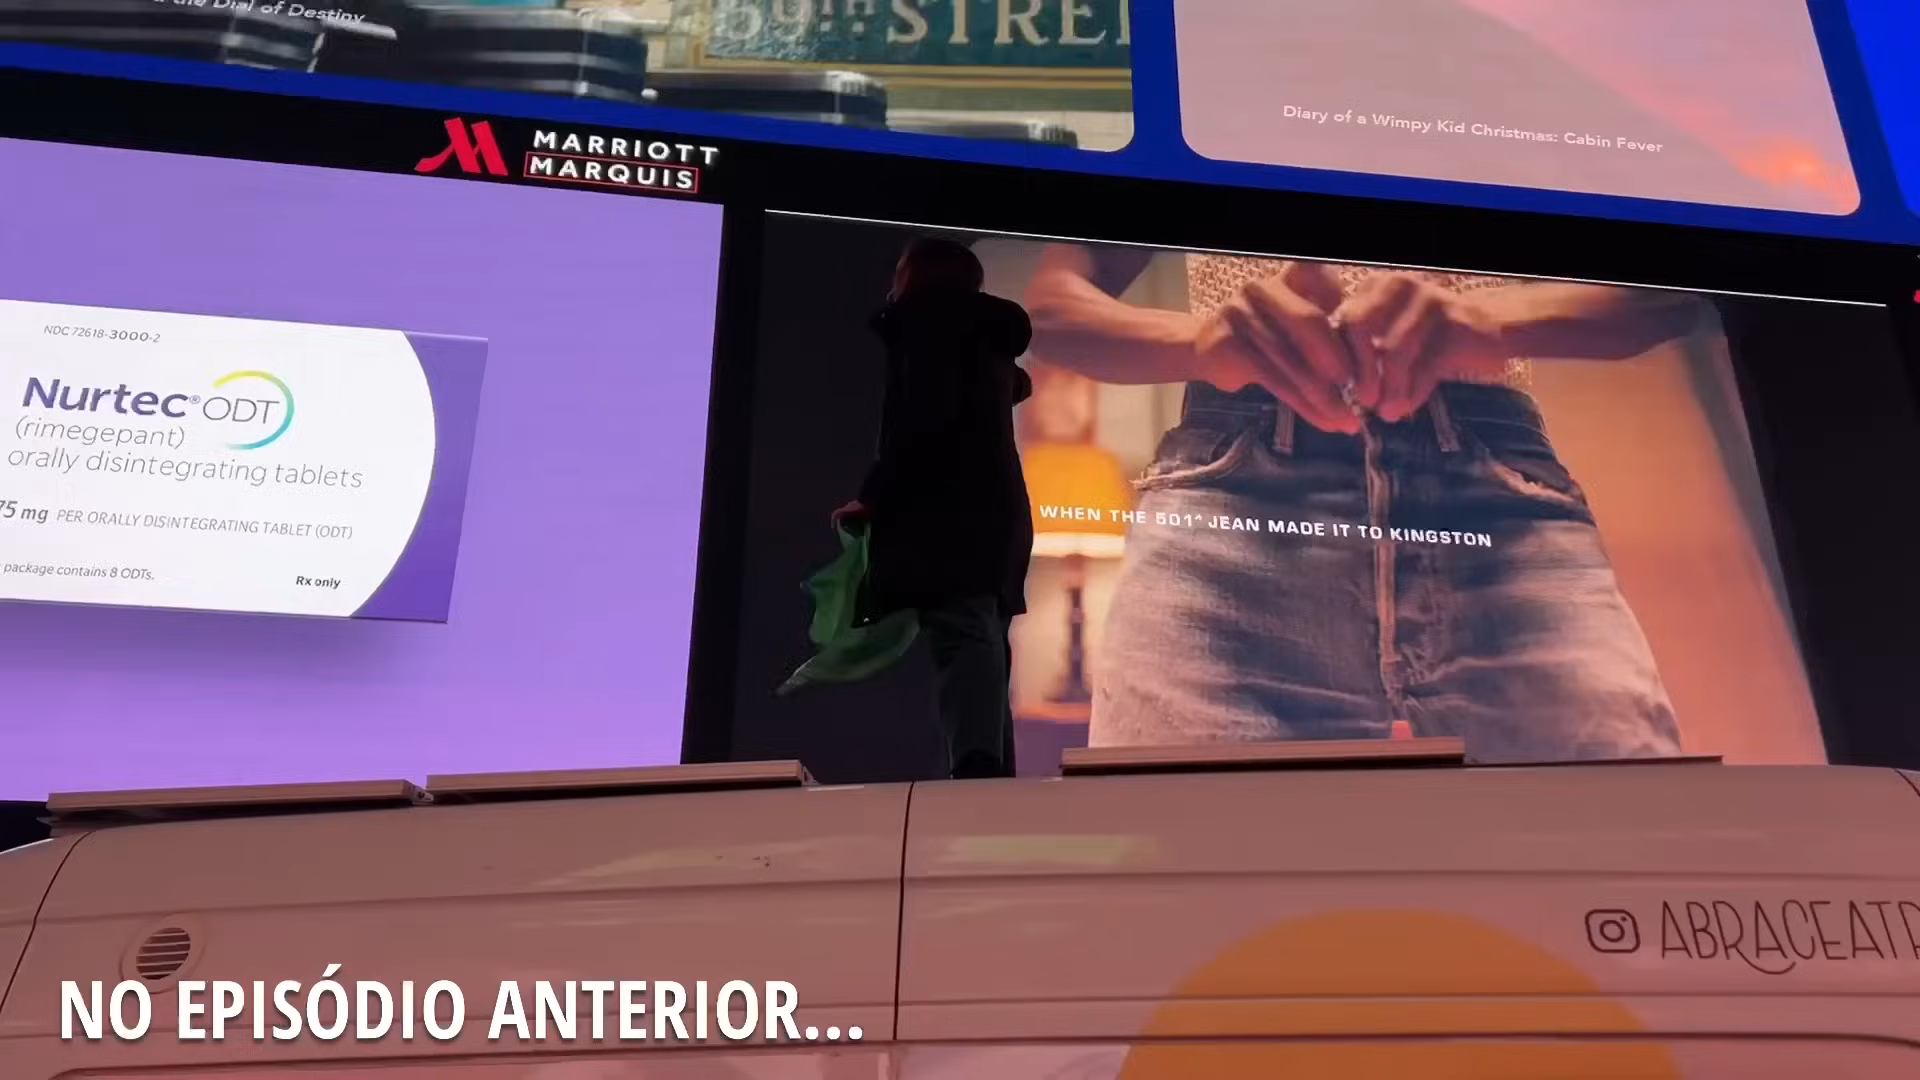 the Dial of Destiny
59TH STRE
Diary of a Wimpy Kid Christmas: Cabin Fever
MARRIOTT
MARQUIS
NDC 72618-3000-2
Nurtec® ODT
(rimegepant)
orally disintegrating tablets
75 mg PER ORALLY DISINTEGRATING TABLET (ODT)
package contains 8 ODTs.
Rx only
WHEN THE 501® JEAN MADE IT TO KINGSTON
ABRACEATR
NO EPISÓDIO ANTERIOR...